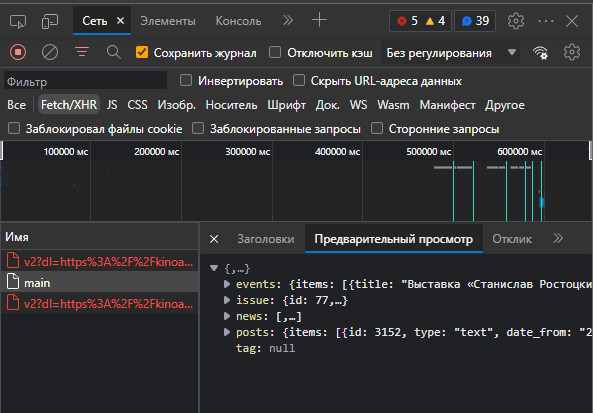 Сеть Элементы Консоль 5 4 39
Сохранить журнал Отключить кэш Без регулирования
Фильтр Инвертировать Скрыть URL-адреса данных
Все Fetch/XHR JS CSS Изобр. Носитель Шрифт Док. WS Wasm Манифест Другое
Заблокировал файлы cookie Заблокированные запросы Сторонние запросы
100000 мс 200000 мс 300000 мс 400000 мс 500000 мс 600000 мс
Имя Заголовки Предварительный просмотр Отклик
v2?dl=https%3A%2F%2Fkinoa...
main
v2?dl=https%3A%2F%2Fkinoa...
{,…}
events: {items: [{title: "Выставка «Станислав Ростоцки
issue: {id: 77,…}
news: [,…]
posts: {items: [{id: 3152, type: "text", date_from: "2
tag: null